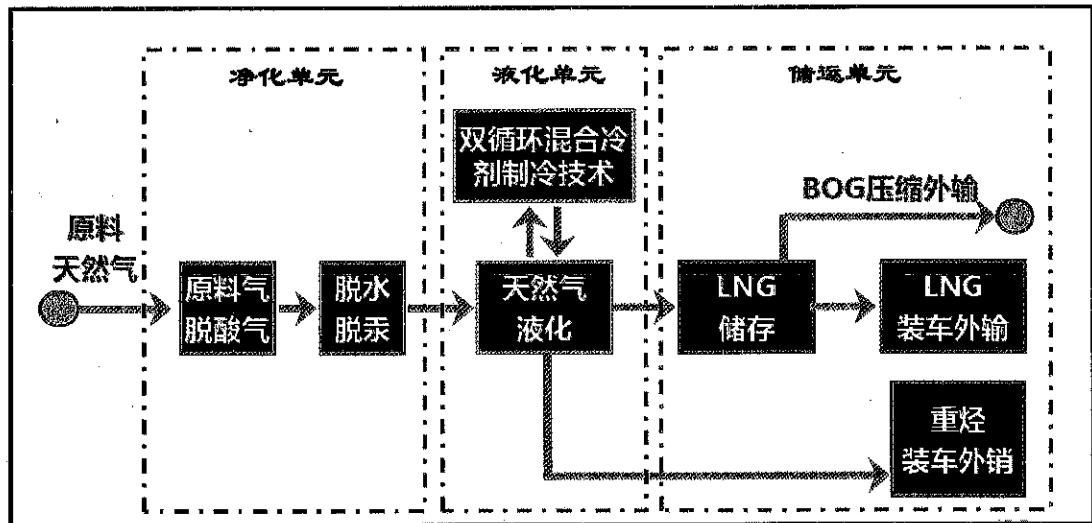 净化单元
液化单元
储运单元
双循环混合冷
剂制冷技术
BOG压缩外输
原料
天然气
原料气
脱酸气
脱水
脱汞
天然气
液化
LNG
储存
LNG
装车外输
重烃
装车外销